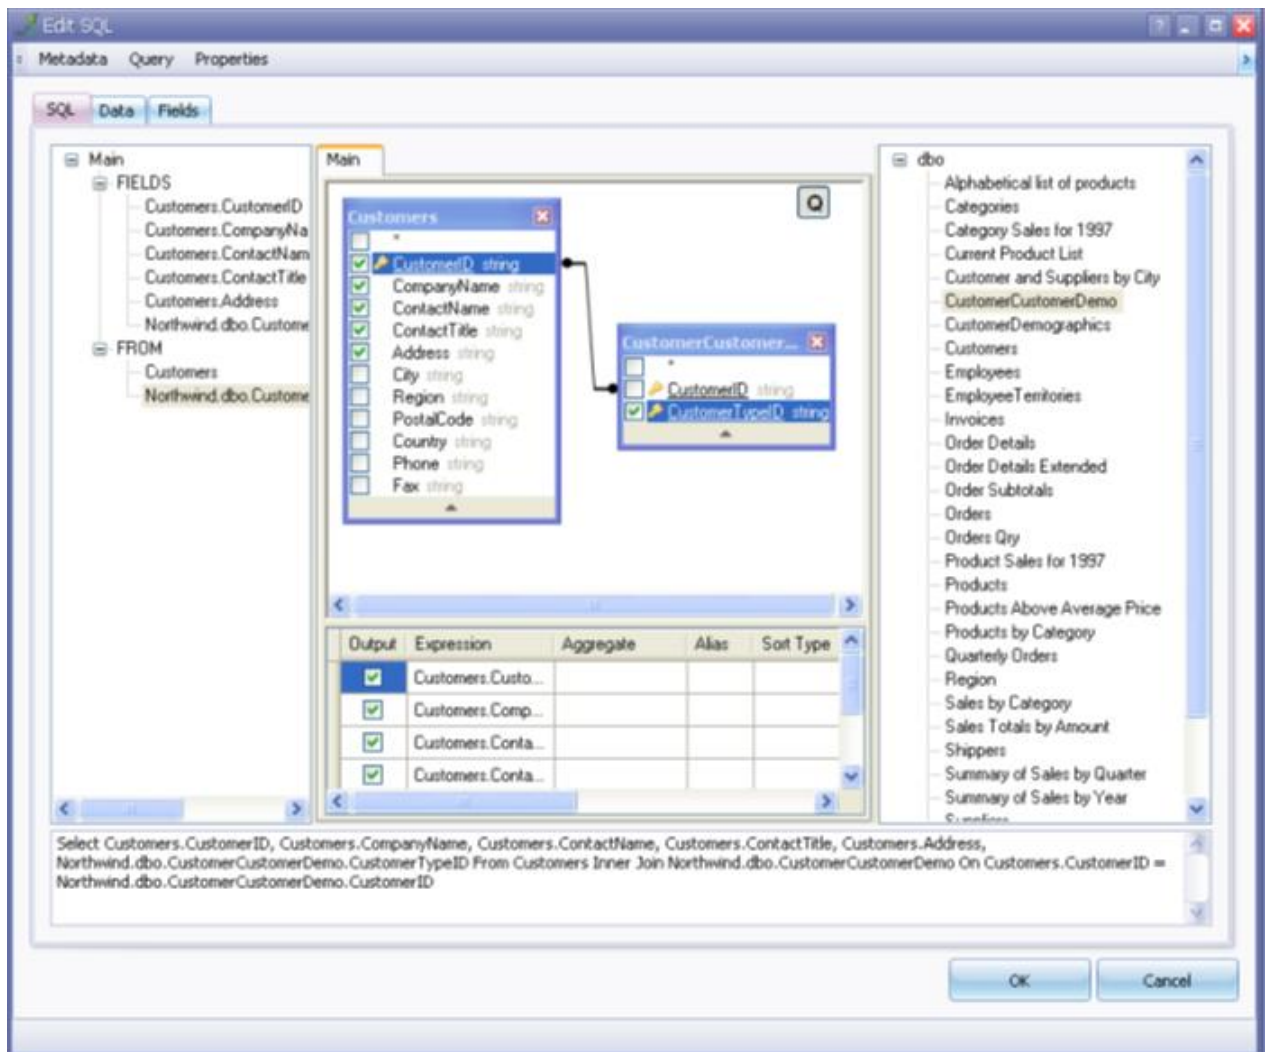 Edit SQL
Metadata Query Properties
SQL Data Fields
Main
FIELDS
Customers.CustomerID
Customers.CompanyNa
Customers.ContactNam
Customers.ContactTitle
Customers.Address
Northwind.dbo.Custome
FROM
Customers
Northwind.dbo.Custome
Main
Q
Customers
*
CustomerID string
CompanyName string
ContactName string
ContactTitle string
Address string
City string
Region string
PostalCode string
Country string
Phone string
Fax string
CustomerCustomer...
*
CustomerID string
CustomerTypeID string
Output Expression Aggregate Alias Sort Type
Customers.Custo...
Customers.Comp...
Customers.Conta...
Customers.Conta...
dbo
Alphabetical list of products
Categories
Category Sales for 1997
Current Product List
Customer and Suppliers by City
CustomerCustomerDemo
CustomerDemographics
Customers
Employees
EmployeeTerritories
Invoices
Order Details
Order Details Extended
Order Subtotals
Orders
Orders Qry
Product Sales for 1997
Products
Products Above Average Price
Products by Category
Quarterly Orders
Region
Sales by Category
Sales Totals by Amount
Shippers
Summary of Sales by Quarter
Summary of Sales by Year
Suppliers
Select Customers.CustomerID, Customers.CompanyName, Customers.ContactName, Customers.ContactTitle, Customers.Address,
Northwind.dbo.CustomerCustomerDemo.CustomerTypeID From Customers Inner Join Northwind.dbo.CustomerCustomerDemo On Customers.CustomerID =
Northwind.dbo.CustomerCustomerDemo.CustomerID
OK Cancel